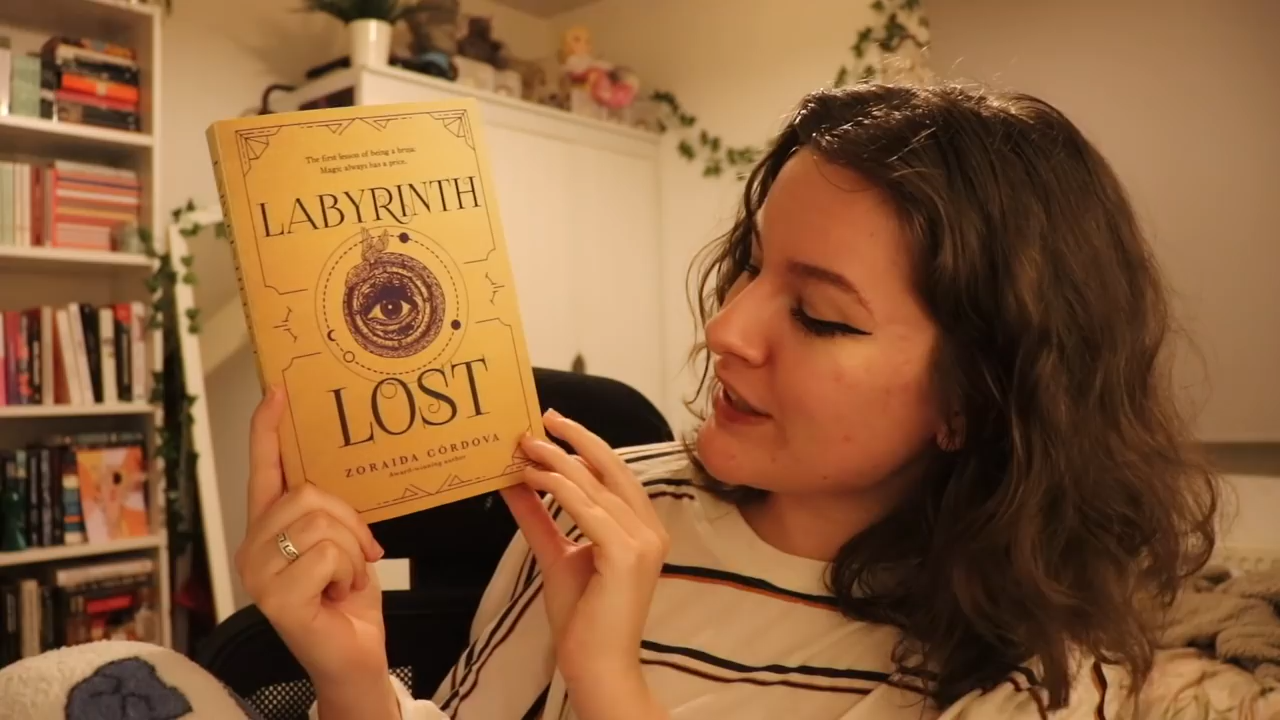 The first lesson of being a bruja:
Magic always has a price.
LABYRINTH
LOST
ZORAIDA CÓRDOVA
Award-winning author